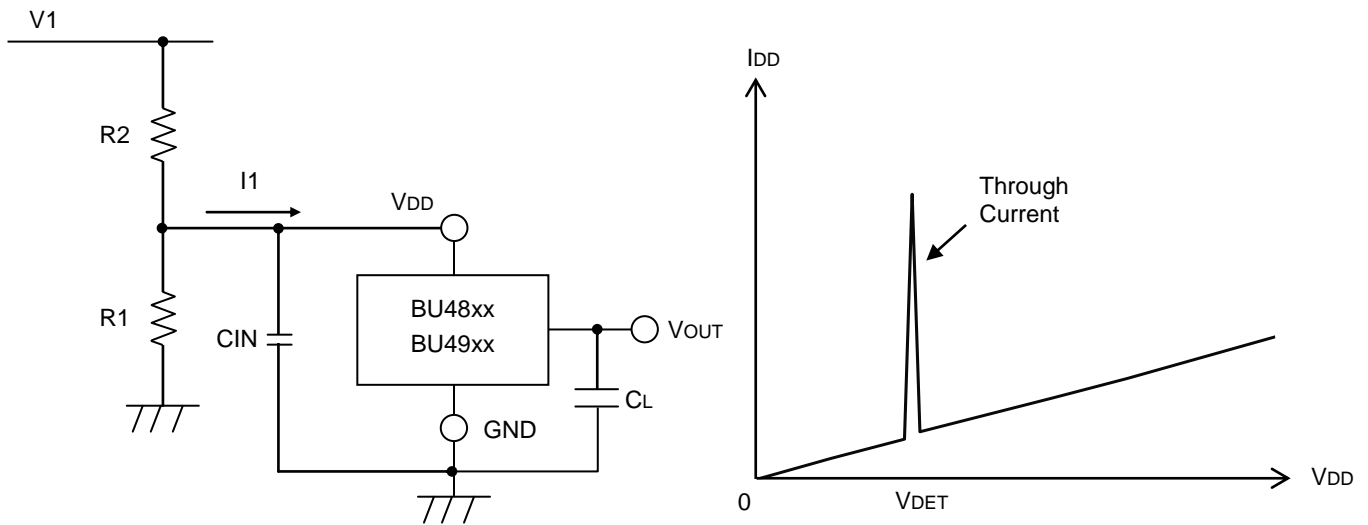 V1
R2
I1
VDD
R1
CIN
BU48xx
BU49xx
VOUT
CL
GND
IDD
Through
Current
0
VDET
VDD